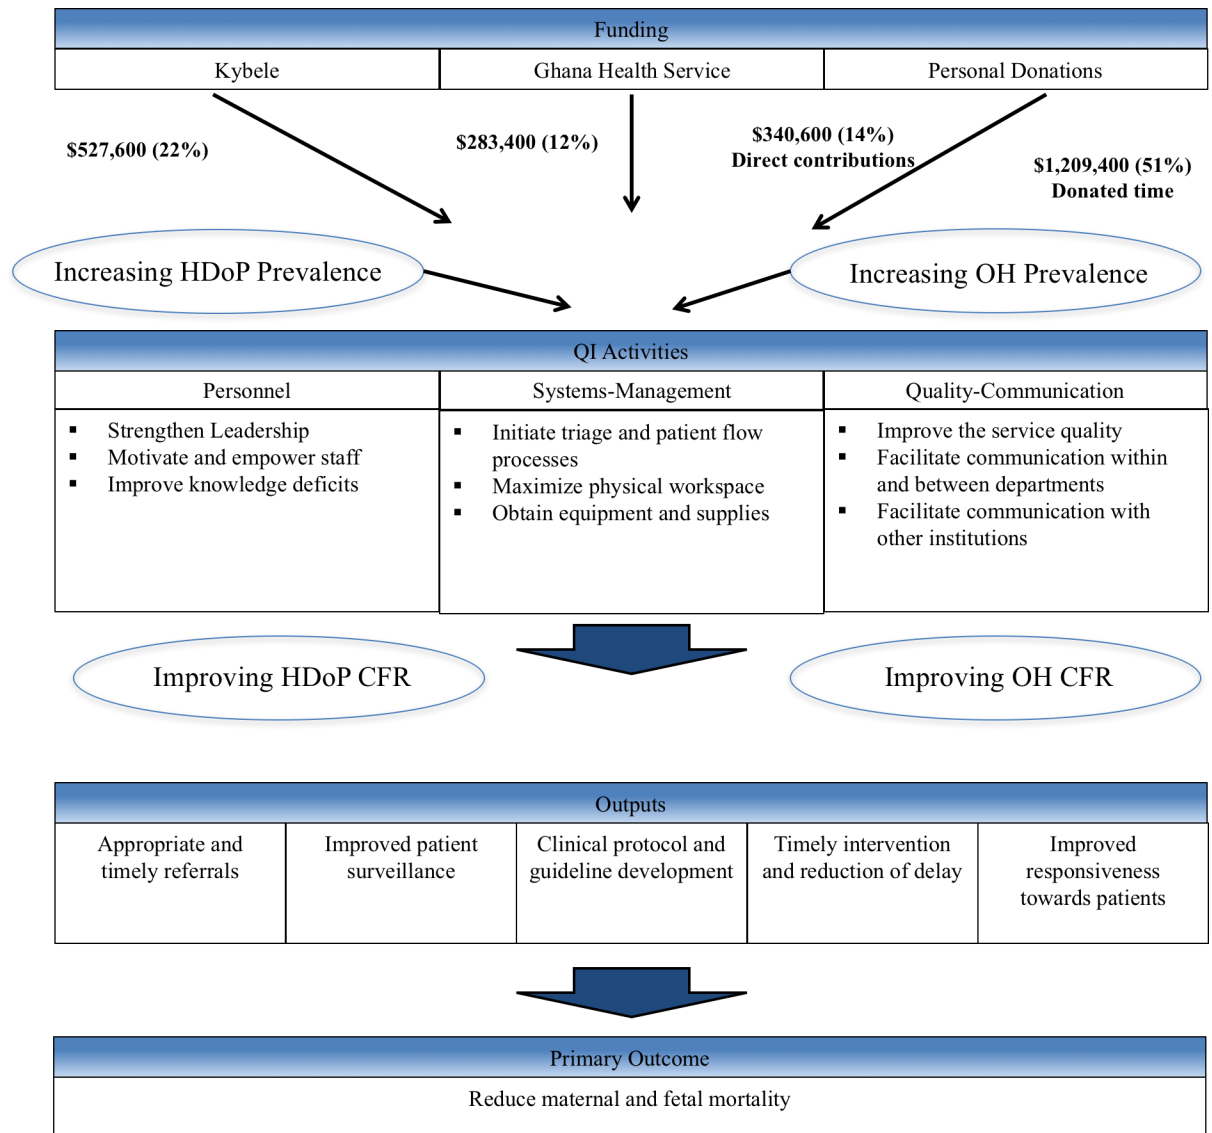 Funding
Kybele
Ghana Health Service
Personal Donations
$527,600 (22%)
$283,400 (12%)
$340,600 (14%)
Direct contributions
$1,209,400 (51%)
Donated time
Increasing HDoP Prevalence
Increasing OH Prevalence
QI Activities
Personnel
▪ Strengthen Leadership
▪ Motivate and empower staff
▪ Improve knowledge deficits
Systems-Management
▪ Initiate triage and patient flow
processes
▪ Maximize physical workspace
▪ Obtain equipment and supplies
Quality-Communication
▪ Improve the service quality
▪ Facilitate communication within
and between departments
▪ Facilitate communication with
other institutions
Improving HDoP CFR
Improving OH CFR
Outputs
Appropriate and
timely referrals
Improved patient
surveillance
Clinical protocol and
guideline development
Timely intervention
and reduction of delay
Improved
responsiveness
towards patients
Primary Outcome
Reduce maternal and fetal mortality